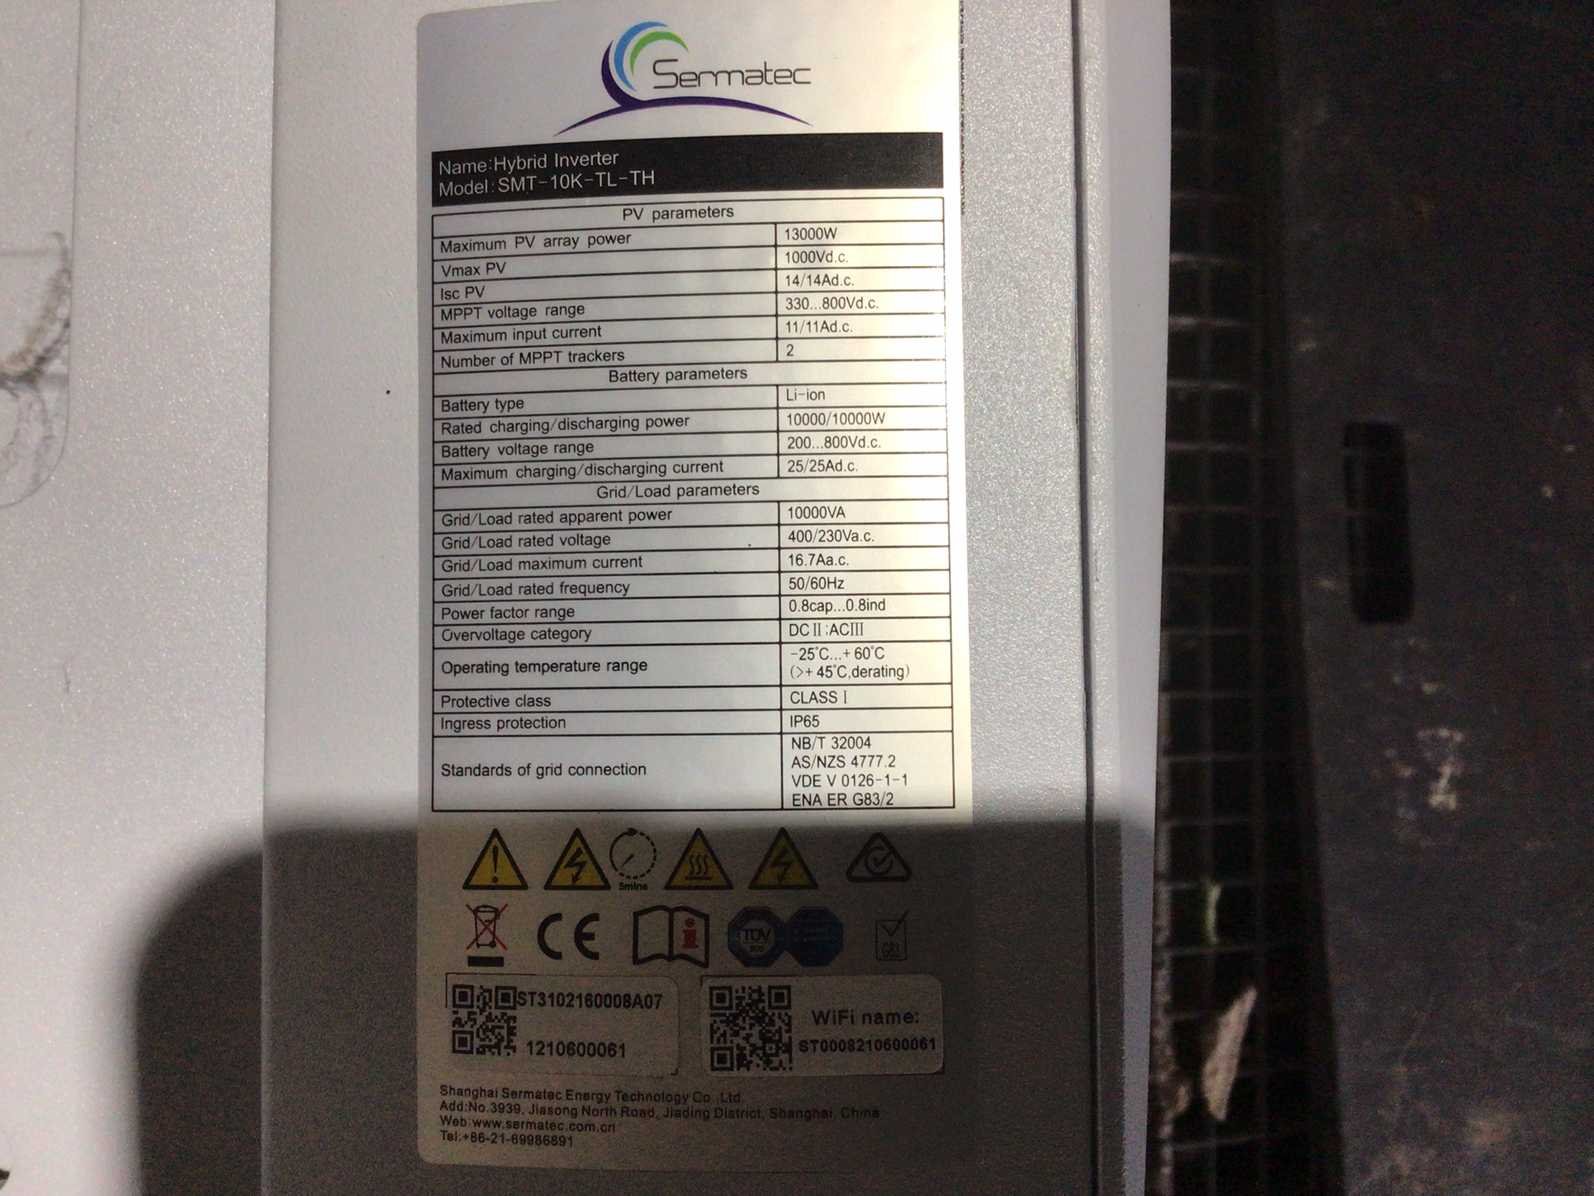 Sermatec
Name:Hybrid Inverter
Model:SMT-10K-TL-TH
PV parameters
Maximum PV array power 13000W
Vmax PV 1000Vd.c.
Isc PV 14/14Ad.c.
MPPT voltage range 330...800Vd.c.
Maximum input current 11/11Ad.c.
Number of MPPT trackers 2
Battery parameters
Battery type Li-ion
Rated charging/discharging power 10000/10000W
Battery voltage range 200...800Vd.c.
Maximum charging/discharging current 25/25Ad.c.
Grid/Load parameters
Grid/Load rated apparent power 10000VA
Grid/Load rated voltage 400/230Va.c.
Grid/Load maximum current 16.7Aa.c.
Grid/Load rated frequency 50/60Hz
Power factor range 0.8cap...0.8ind
Overvoltage category DCⅡ:ACⅢ
Operating temperature range -25℃...+60℃
(>+45℃,derating)
Protective class CLASS Ⅰ
Ingress protection IP65
Standards of grid connection NB/T 32004
AS/NZS 4777.2
VDE V 0126-1-1
ENA ER G83/2
5mins
CE
TÜV
ST3102160008A07
1210600061
WiFi name:
ST0008210600061
Shanghai Sermatec Energy Technology Co.,Ltd.
Add:No.3939, Jiasong North Road, Jiading District, Shanghai, China
Web:www.sermatec.com.cn
Tel:+86-21-69986891